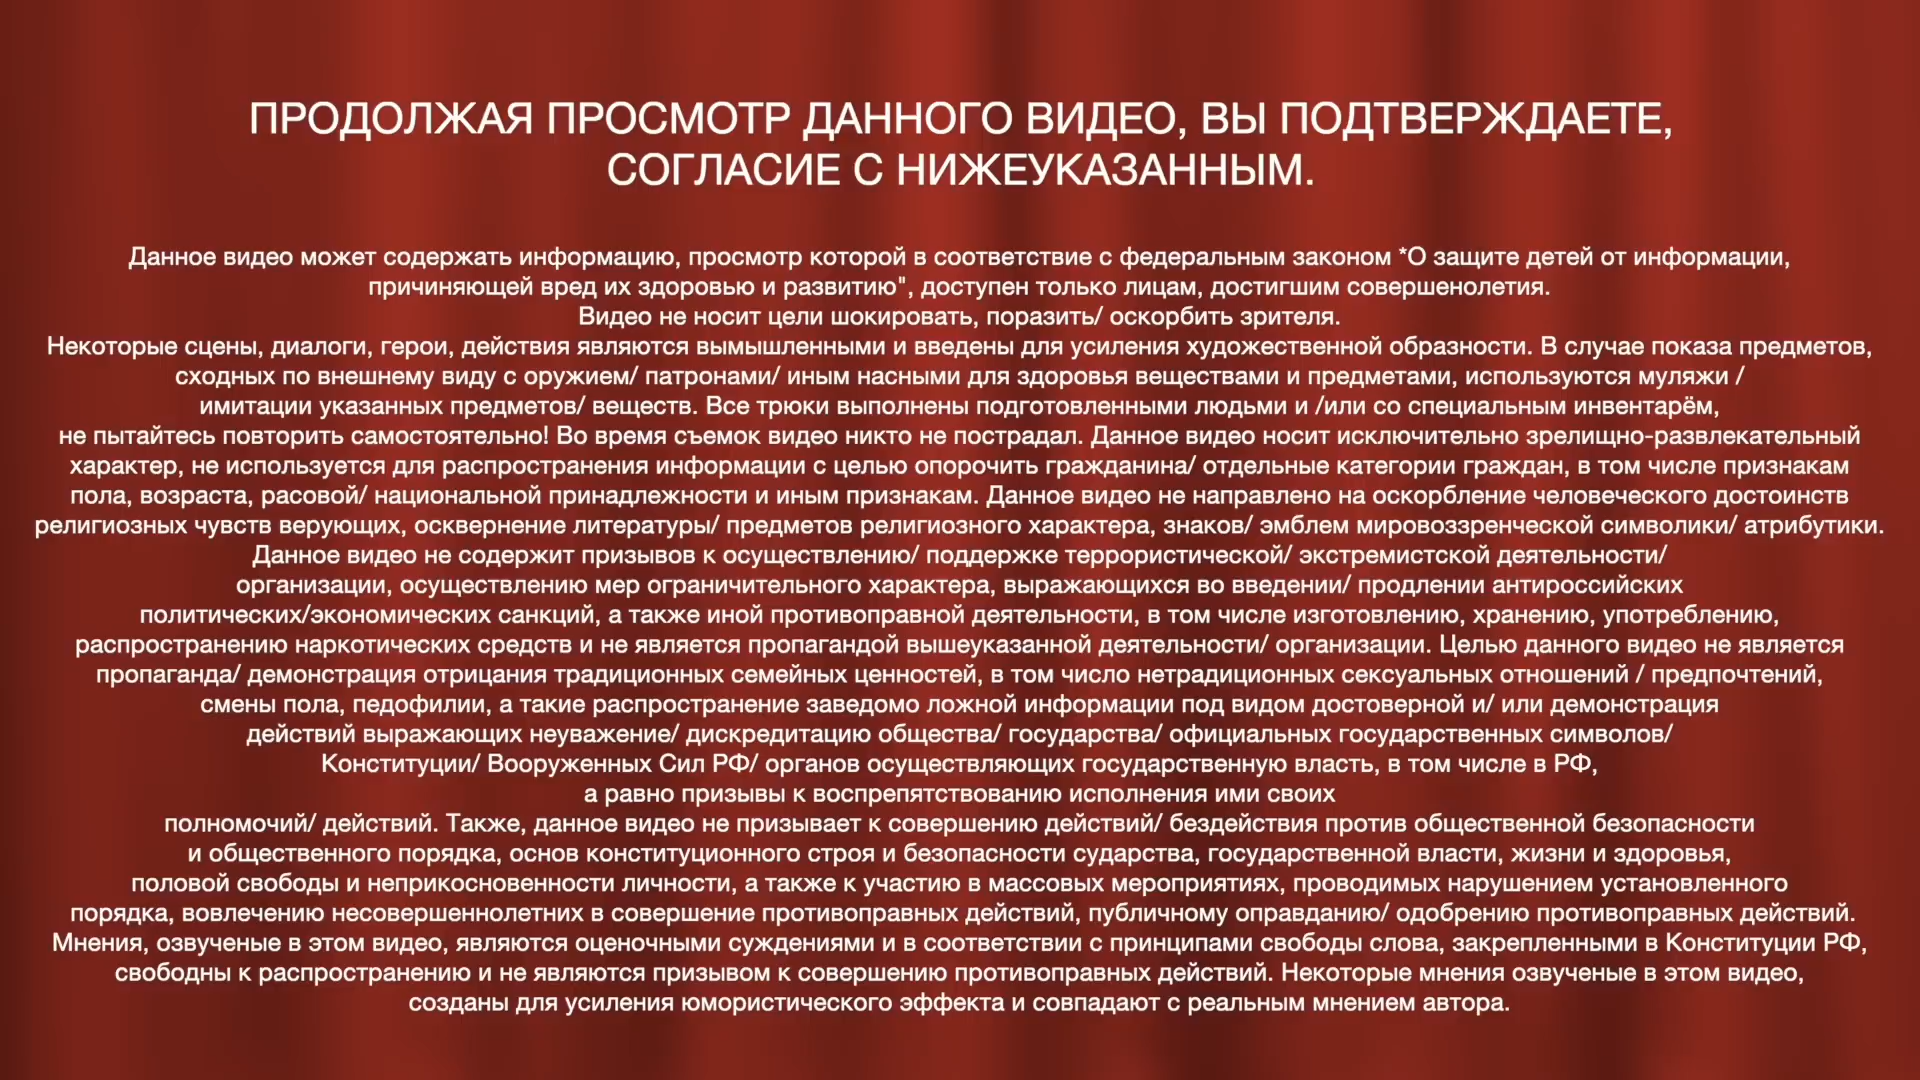 ПРОДОЛЖАЯ ПРОСМОТР ДАННОГО ВИДЕО, ВЫ ПОДТВЕРЖДАЕТЕ,
СОГЛАСИЕ С НИЖЕУКАЗАННЫМ.
Данное видео может содержать информацию, просмотр которой в соответствие с федеральным законом *О защите детей от информации,
причиняющей вред их здоровью и развитию", доступен только лицам, достигшим совершенолетия.
Видео не носит цели шокировать, поразить/ оскорбить зрителя.
Некоторые сцены, диалоги, герои, действия являются вымышленными и введены для усиления художественной образности. В случае показа предметов,
сходных по внешнему виду с оружием/ патронами/ иным насными для здоровья веществами и предметами, используются муляжи /
имитации указанных предметов/ веществ. Все трюки выполнены подготовленными людьми и /или со специальным инвентарём,
не пытайтесь повторить самостоятельно! Во время съемок видео никто не пострадал. Данное видео носит исключительно зрелищно-развлекательный
характер, не используется для распространения информации с целью опорочить гражданина/ отдельные категории граждан, в том числе признакам
пола, возраста, расовой/ национальной принадлежности и иным признакам. Данное видео не направлено на оскорбление человеческого достоинств
религиозных чувств верующих, осквернение литературы/ предметов религиозного характера, знаков/ эмблем мировоззренческой символики/ атрибутики.
Данное видео не содержит призывов к осуществлению/ поддержке террористической/ экстремистской деятельности/
организации, осуществлению мер ограничительного характера, выражающихся во введении/ продлении антироссийских
политических/экономических санкций, а также иной противоправной деятельности, в том числе изготовлению, хранению, употреблению,
распространению наркотических средств и не является пропагандой вышеуказанной деятельности/ организации. Целью данного видео не является
пропаганда/ демонстрация отрицания традиционных семейных ценностей, в том число нетрадиционных сексуальных отношений / предпочтений,
смены пола, педофилии, а такие распространение заведомо ложной информации под видом достоверной и/ или демонстрация
действий выражающих неуважение/ дискредитацию общества/ государства/ официальных государственных символов/
Конституции/ Вооруженных Сил РФ/ органов осуществляющих государственную власть, в том числе в РФ,
а равно призывы к воспрепятствованию исполнения ими своих
полномочий/ действий. Также, данное видео не призывает к совершению действий/ бездействия против общественной безопасности
и общественного порядка, основ конституционного строя и безопасности сударства, государственной власти, жизни и здоровья,
половой свободы и неприкосновенности личности, а также к участию в массовых мероприятиях, проводимых нарушением установленного
порядка, вовлечению несовершеннолетних в совершение противоправных действий, публичному оправданию/ одобрению противоправных действий.
Мнения, озвученые в этом видео, являются оценочными суждениями и в соответствии с принципами свободы слова, закрепленными в Конституции РФ,
свободны к распространению и не являются призывом к совершению противоправных действий. Некоторые мнения озвученые в этом видео,
созданы для усиления юмористического эффекта и совпадают с реальным мнением автора.